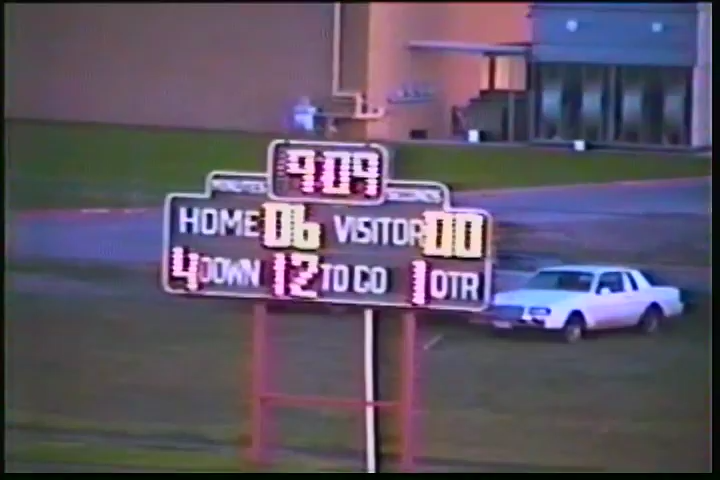 9:09
MINUTES SECONDS
HOME 06 VISITOR 00
4 DOWN 12 TO GO 1 QTR